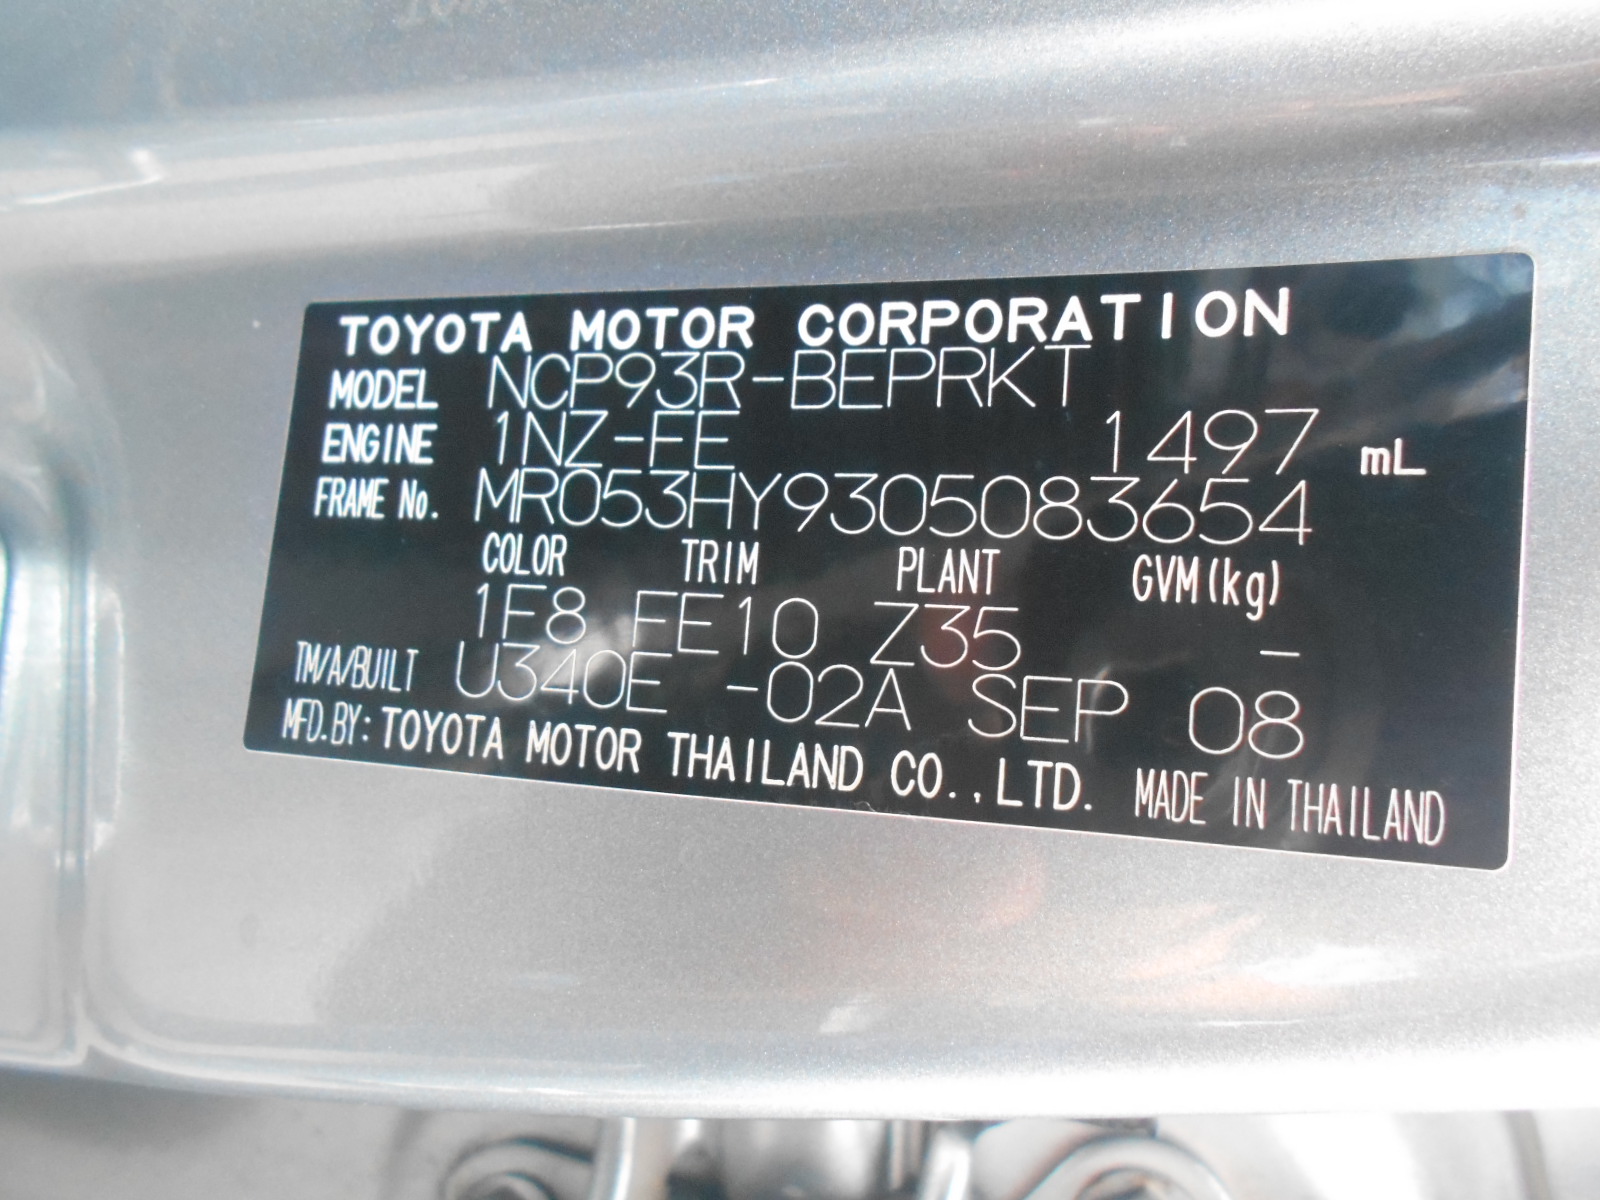 TOYOTA MOTOR CORPORATION
MODEL NCP93R-BEPRKT
ENGINE 1NZ-FE 1497 mL
FRAME No. MR053HY9305083654
COLOR TRIM PLANT GVM(kg)
1F8 FE10 Z35 -
TM/A/BUILT U340E -02A SEP 08
MFD.BY: TOYOTA MOTOR THAILAND CO.,LTD. MADE IN THAILAND